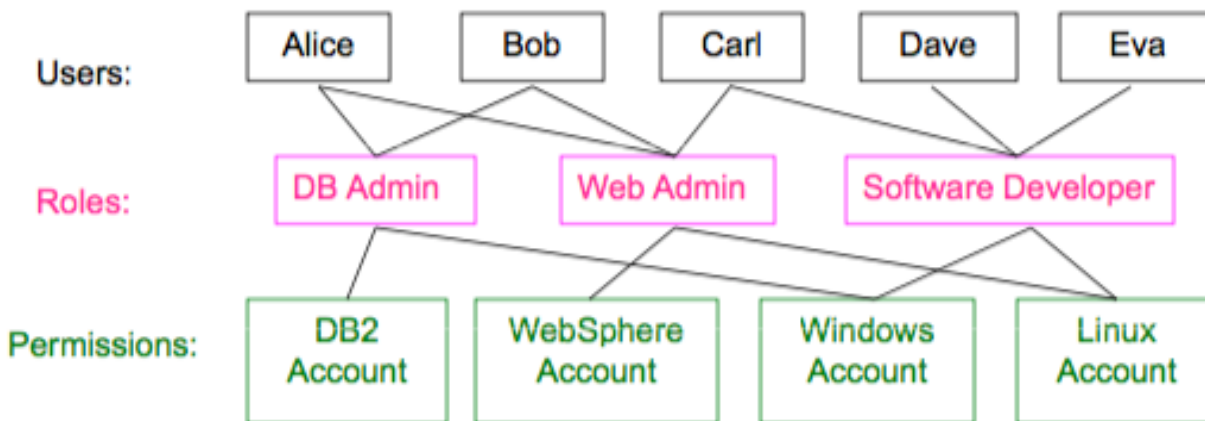 Users:
Alice
Bob
Carl
Dave
Eva
Roles:
DB Admin
Web Admin
Software Developer
Permissions:
DB2
Account
WebSphere
Account
Windows
Account
Linux
Account